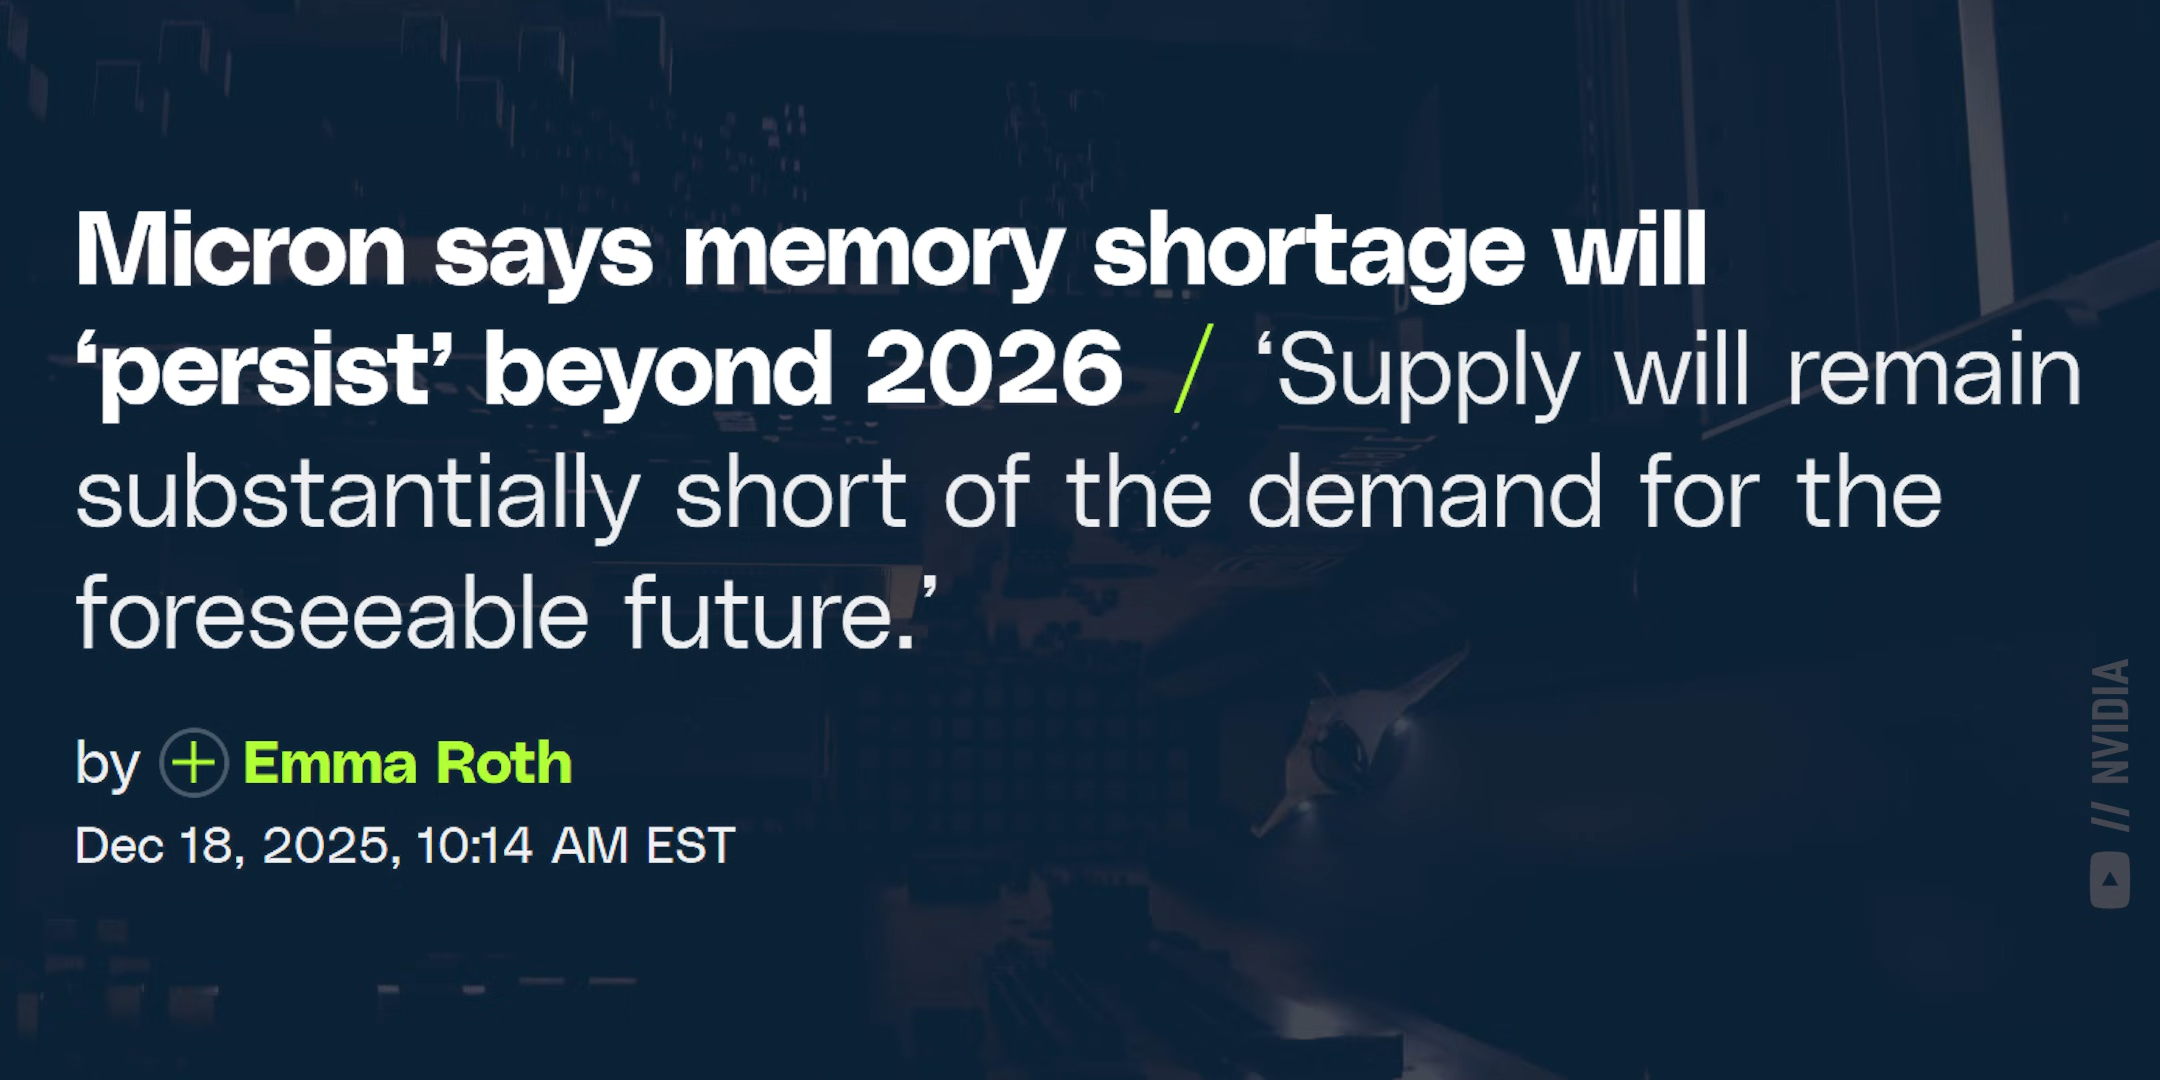 Micron says memory shortage will
‘persist’ beyond 2026 / ‘Supply will remain
substantially short of the demand for the
foreseeable future.’
by Emma Roth
Dec 18, 2025, 10:14 AM EST
// NVIDIA